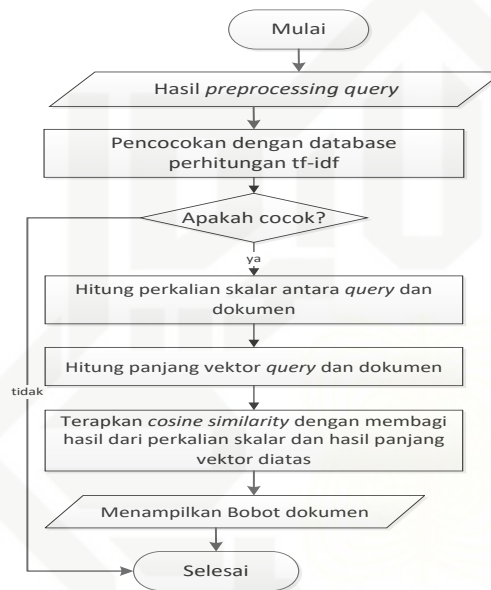 Mulai
Hasil preprocessing query
Pencocokan dengan database
perhitungan tf-idf
Apakah cocok?
ya
Hitung perkalian skalar antara query dan
dokumen
Hitung panjang vektor query dan dokumen
tidak
Terapkan cosine similarity dengan membagi
hasil dari perkalian skalar dan hasil panjang
vektor diatas
Menampilkan Bobot dokumen
Selesai